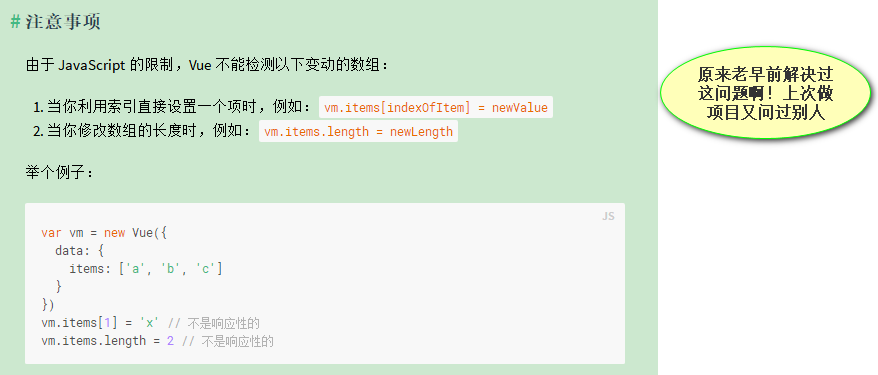 # 注意事项
由于 JavaScript 的限制，Vue 不能检测以下变动的数组：
1. 当你利用索引直接设置一个项时，例如： vm.items[indexOfItem] = newValue
2. 当你修改数组的长度时，例如： vm.items.length = newLength
举个例子：
JS
var vm = new Vue({
  data: {
    items: ['a', 'b', 'c']
  }
})
vm.items[1] = 'x' // 不是响应性的
vm.items.length = 2 // 不是响应性的
原来老早前解决过
这问题啊！上次做
项目又问过别人